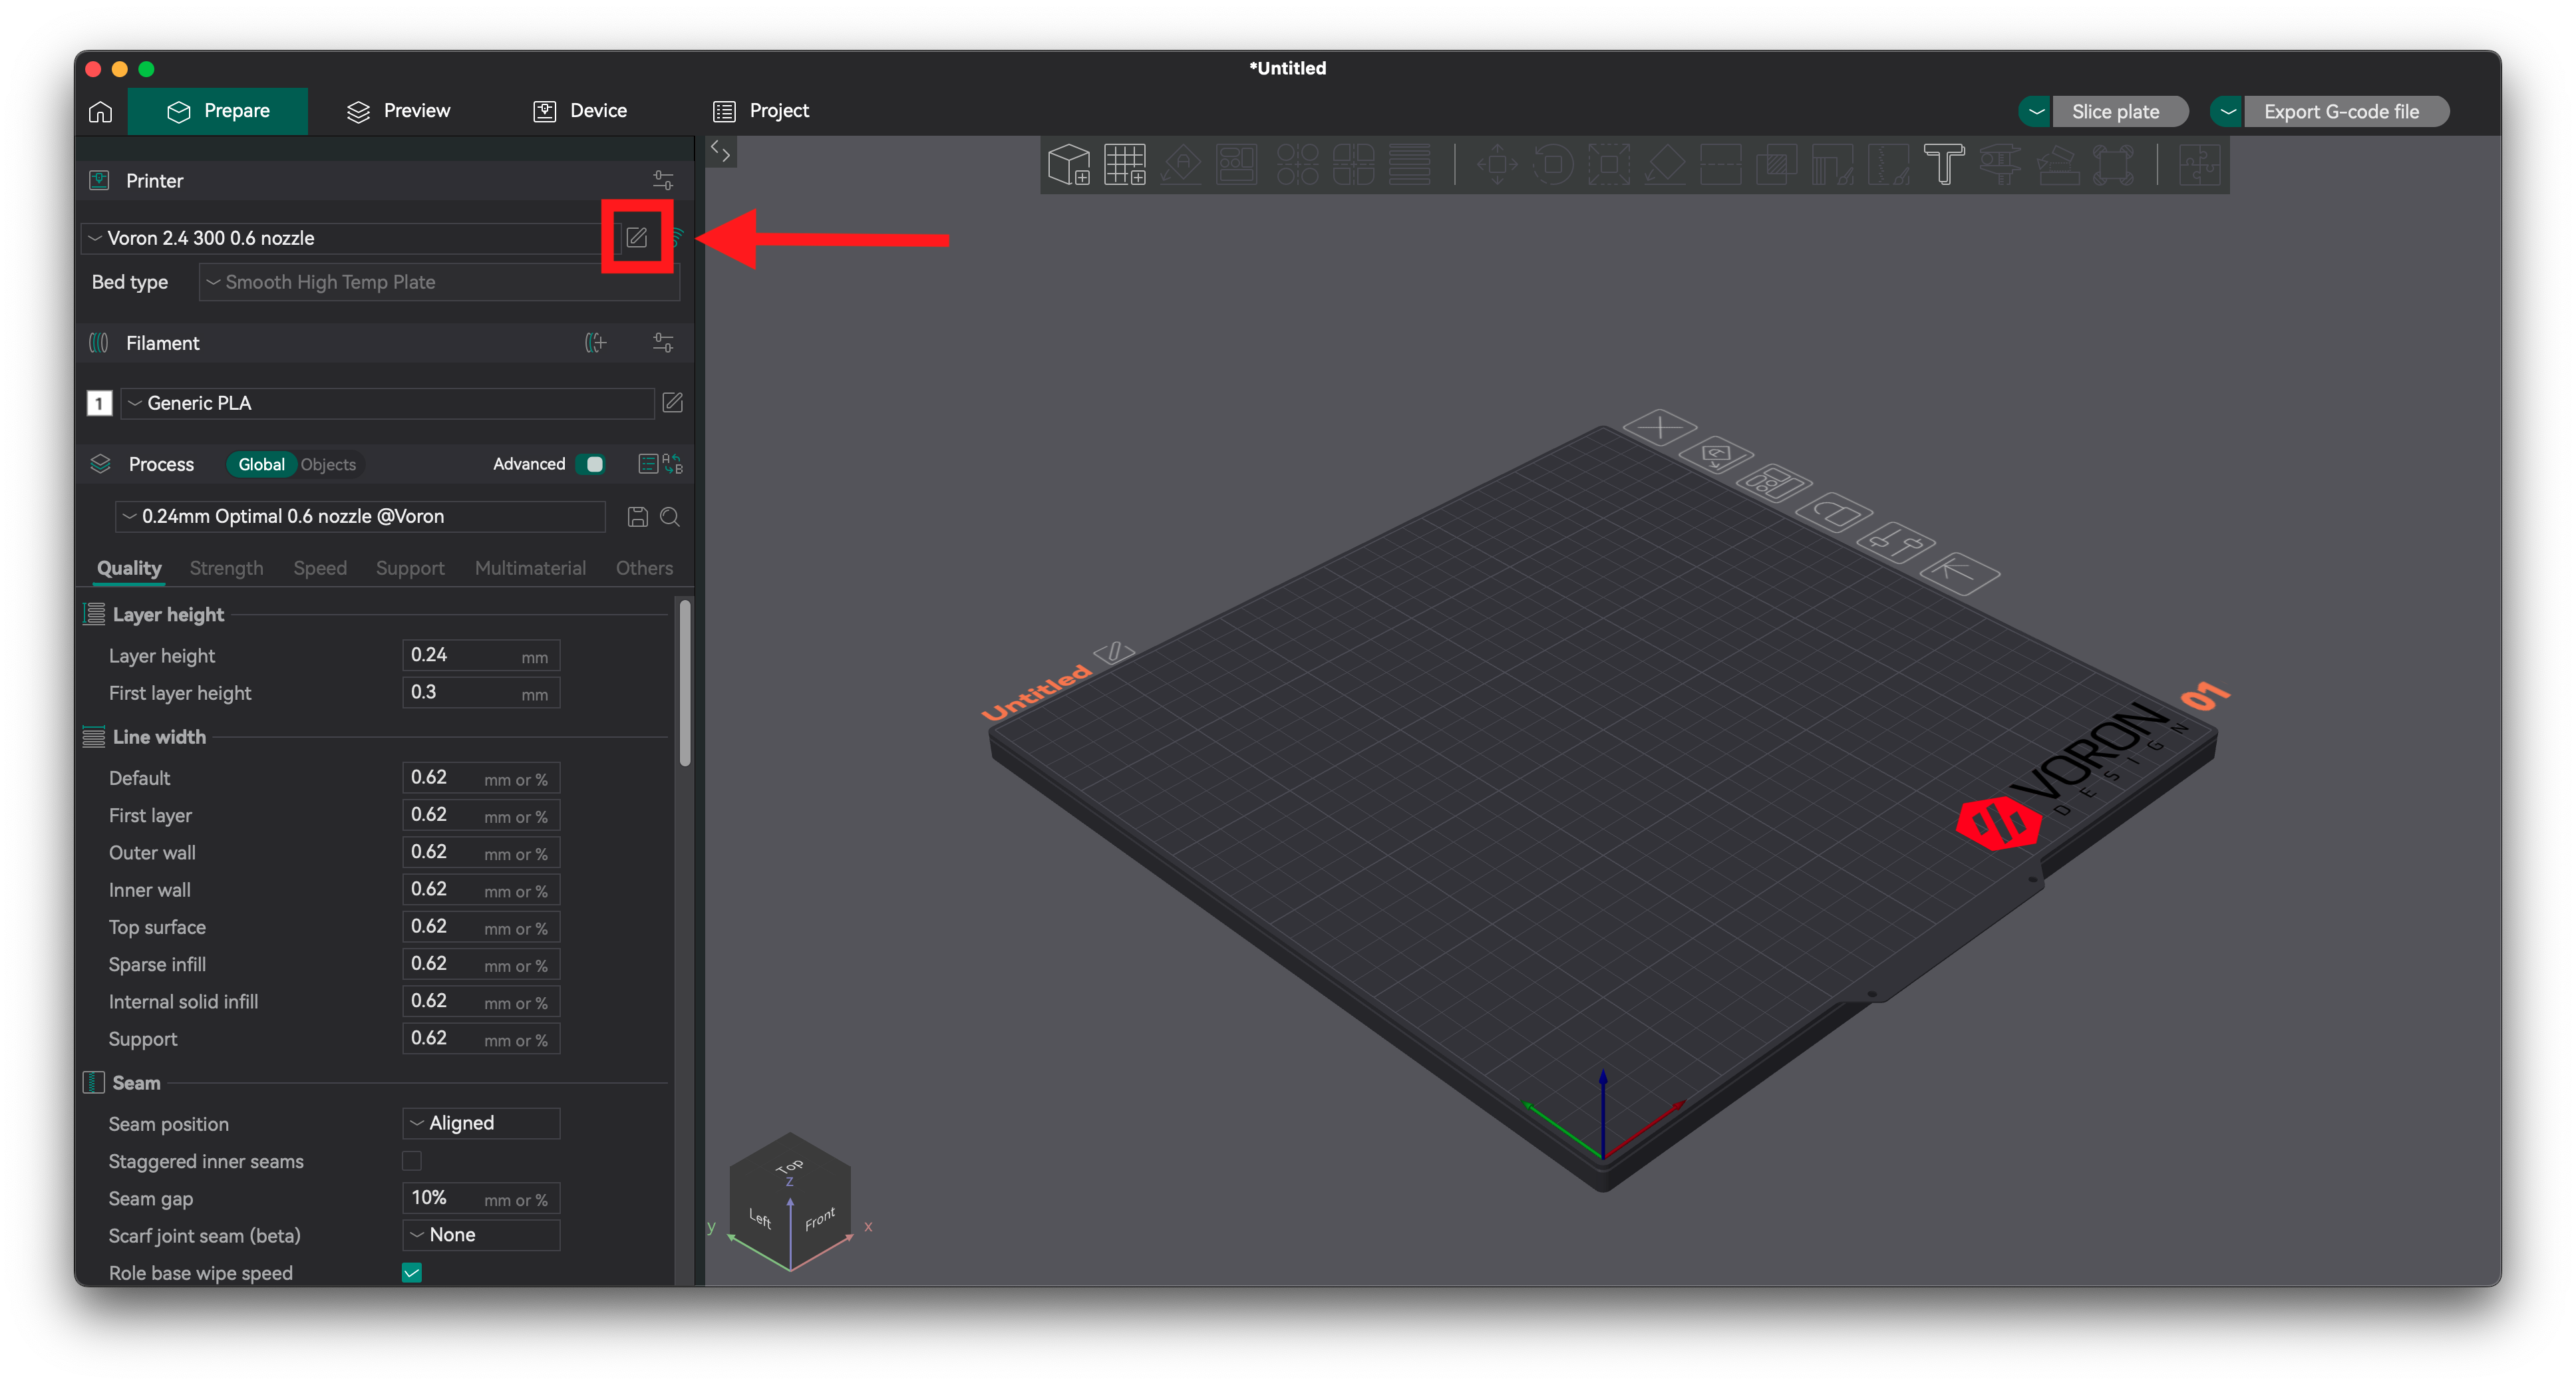 *Untitled
Prepare
Preview
Device
Project
Slice plate
Export G-code file
Printer
Voron 2.4 300 0.6 nozzle
Bed type
Smooth High Temp Plate
Filament
1
Generic PLA
Process
Global
Objects
Advanced
A
B
0.24mm Optimal 0.6 nozzle @Voron
Quality
Strength
Speed
Support
Multimaterial
Others
Layer height
Layer height 0.24 mm
First layer height 0.3 mm
Line width
Default 0.62 mm or %
First layer 0.62 mm or %
Outer wall 0.62 mm or %
Inner wall 0.62 mm or %
Top surface 0.62 mm or %
Sparse infill 0.62 mm or %
Internal solid infill 0.62 mm or %
Support 0.62 mm or %
Seam
Seam position Aligned
Staggered inner seams
Seam gap 10% mm or %
Scarf joint seam (beta) None
Role base wipe speed
Untitled
01
VORON
DESIGN
Top
z
Left
Front
y
x